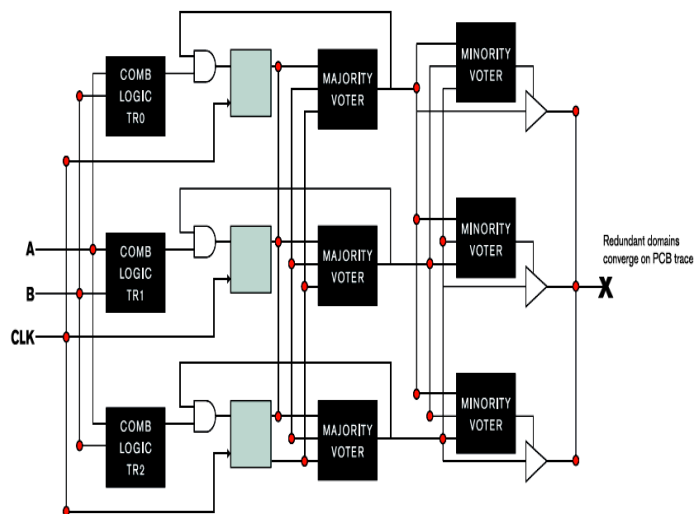 COMB
LOGIC
TR0
MAJORITY
VOTER
MINORITY
VOTER
A
B
CLK
COMB
LOGIC
TR1
MAJORITY
VOTER
MINORITY
VOTER
Redundant domains
converge on PCB trace
X
COMB
LOGIC
TR2
MAJORITY
VOTER
MINORITY
VOTER